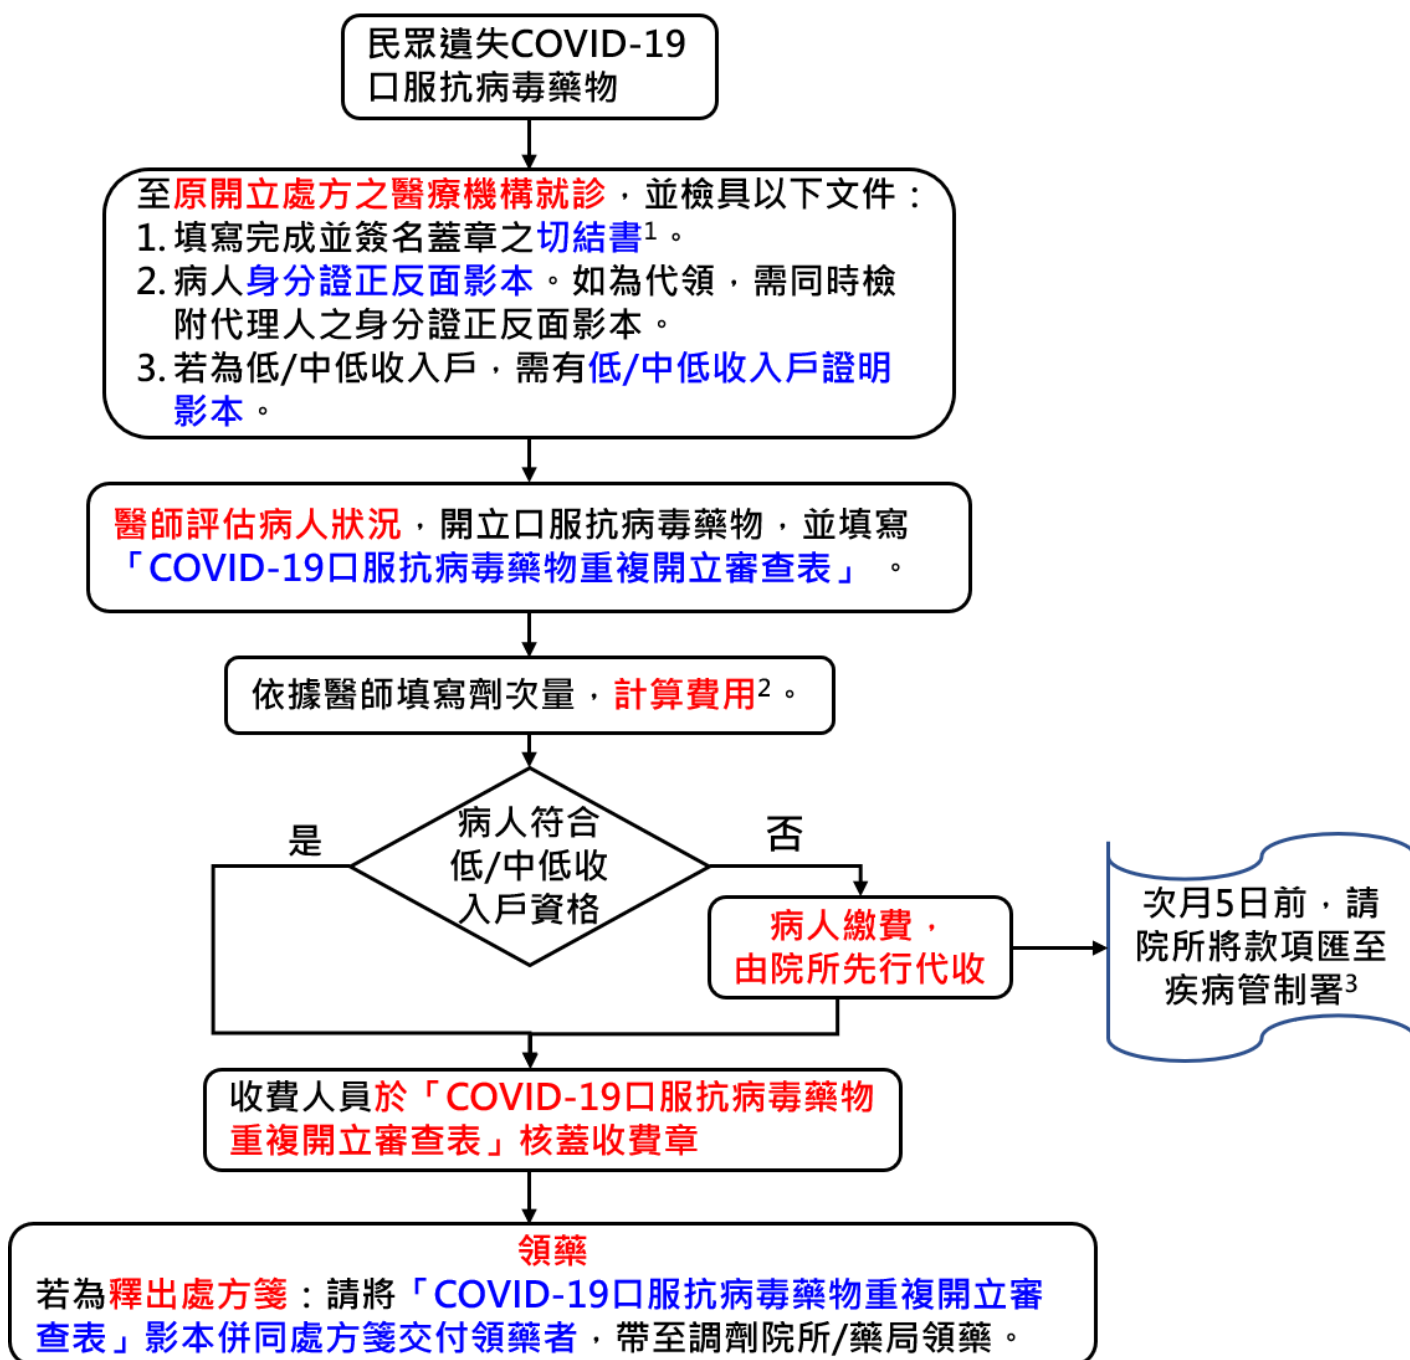 民眾遺失COVID-19
口服抗病毒藥物
至原開立處方之醫療機構就診，並檢具以下文件：
1. 填寫完成並簽名蓋章之切結書¹。
2. 病人身分證正反面影本。如為代領，需同時檢
附代理人之身分證正反面影本。
3. 若為低/中低收入戶，需有低/中低收入戶證明
影本。
醫師評估病人狀況，開立口服抗病毒藥物，並填寫
「COVID-19口服抗病毒藥物重複開立審查表」。
依據醫師填寫劑次量，計算費用²。
病人符合
低/中低收
入戶資格
是
否
病人繳費，
由院所先行代收
次月5日前，請
院所將款項匯至
疾病管制署³
收費人員於「COVID-19口服抗病毒藥物
重複開立審查表」核蓋收費章
領藥
若為釋出處方箋：請將「COVID-19口服抗病毒藥物重複開立審
查表」影本併同處方箋交付領藥者，帶至調劑院所/藥局領藥。